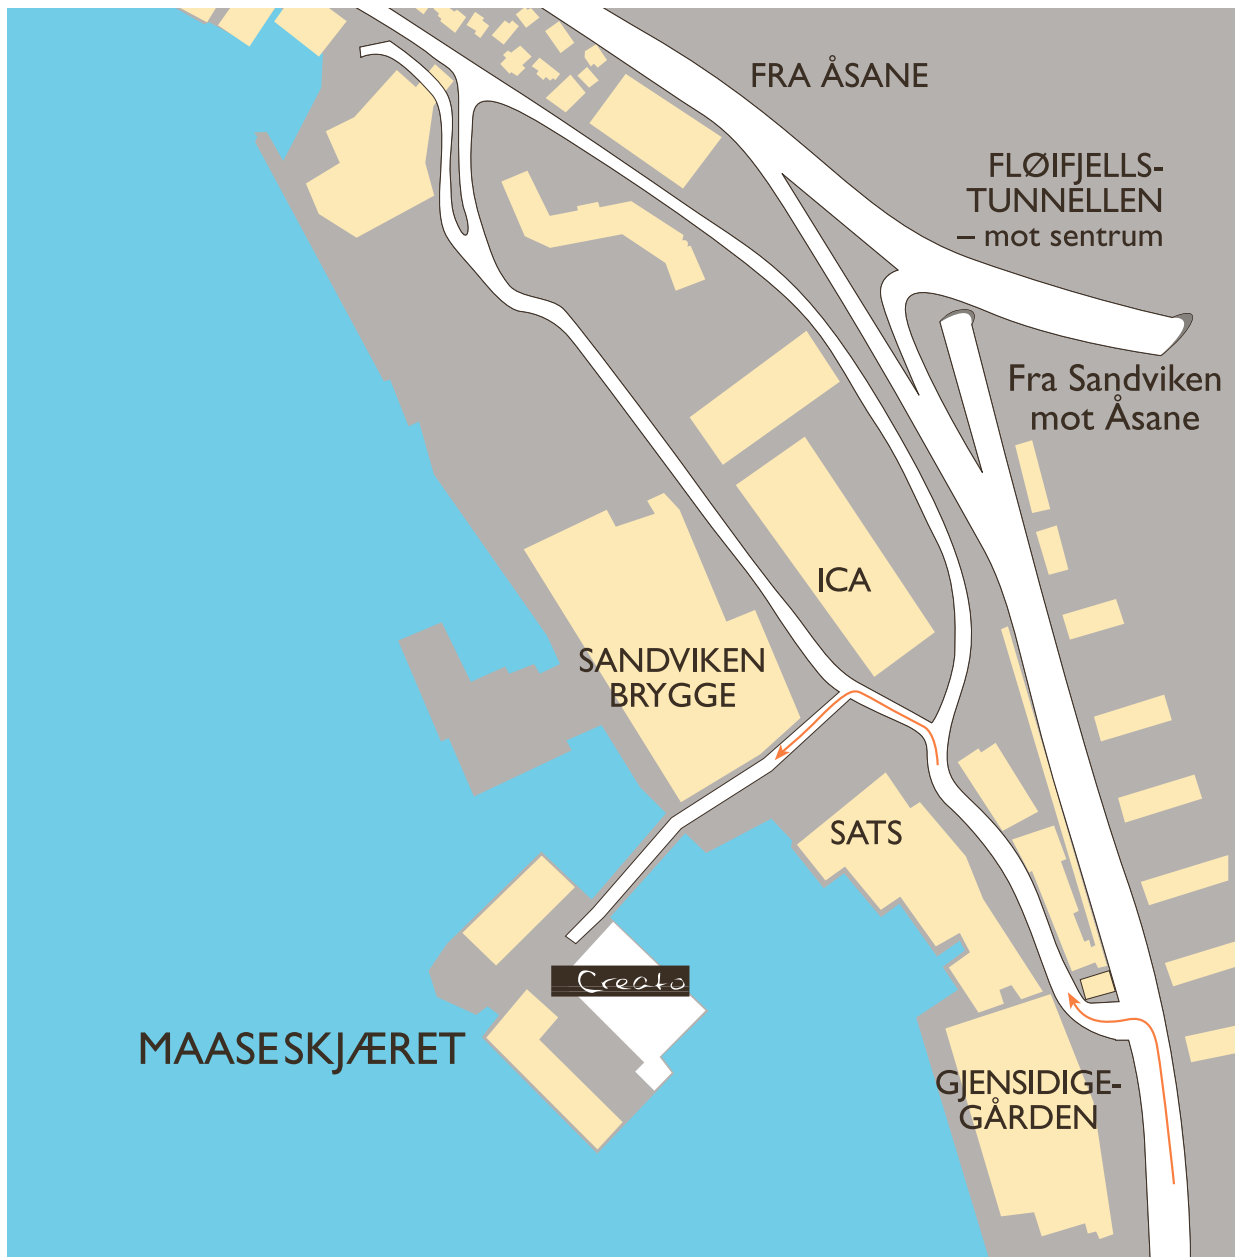 FRA ÅSANE
FLØIFJELLS-
TUNNELLEN
– mot sentrum
Fra Sandviken
mot Åsane
ICA
SANDVIKEN
BRYGGE
SATS
Creato
MAASESKJÆRET
GJENSIDIGE-
GÅRDEN